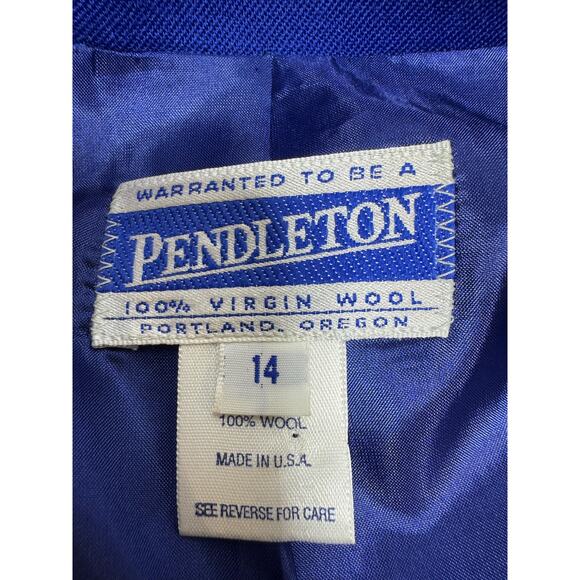 WARRANTED TO BE A
PENDLETON
100% VIRGIN WOOL
PORTLAND, OREGON
14
100% WOOL
MADE IN U.S.A.
SEE REVERSE FOR CARE